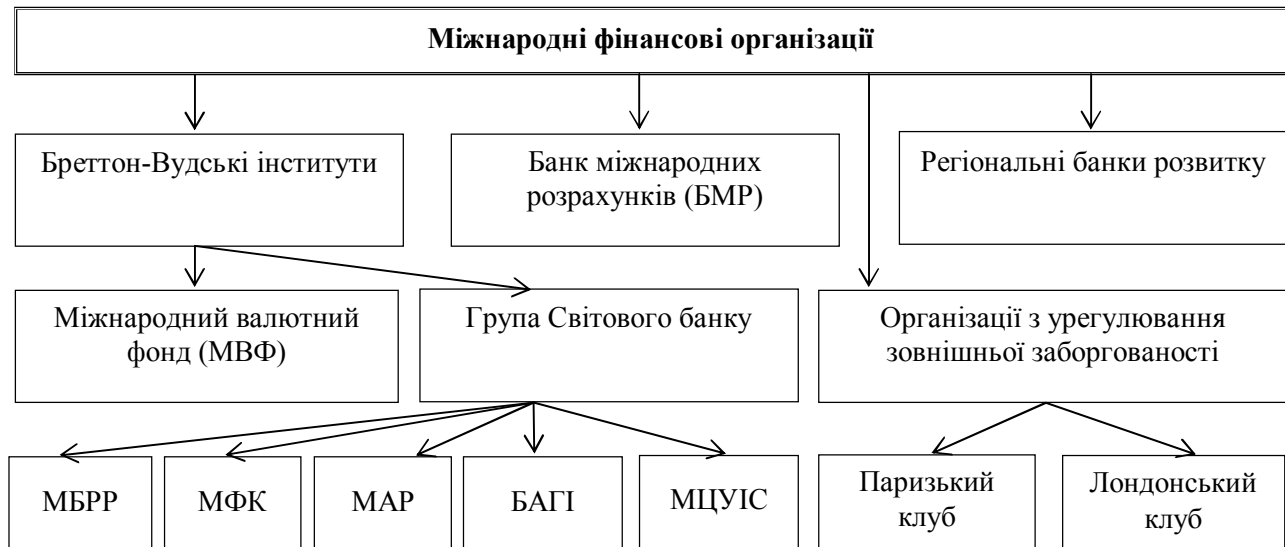 Міжнародні фінансові організації
Бреттон-Вудські інститути
Банк міжнародних
розрахунків (БМР)
Регіональні банки розвитку
Міжнародний валютний
фонд (МВФ)
Група Світового банку
Організації з урегулювання
зовнішньої заборгованості
МБРР
МФК
МАР
БАГІ
МЦУІС
Паризький
клуб
Лондонський
клуб